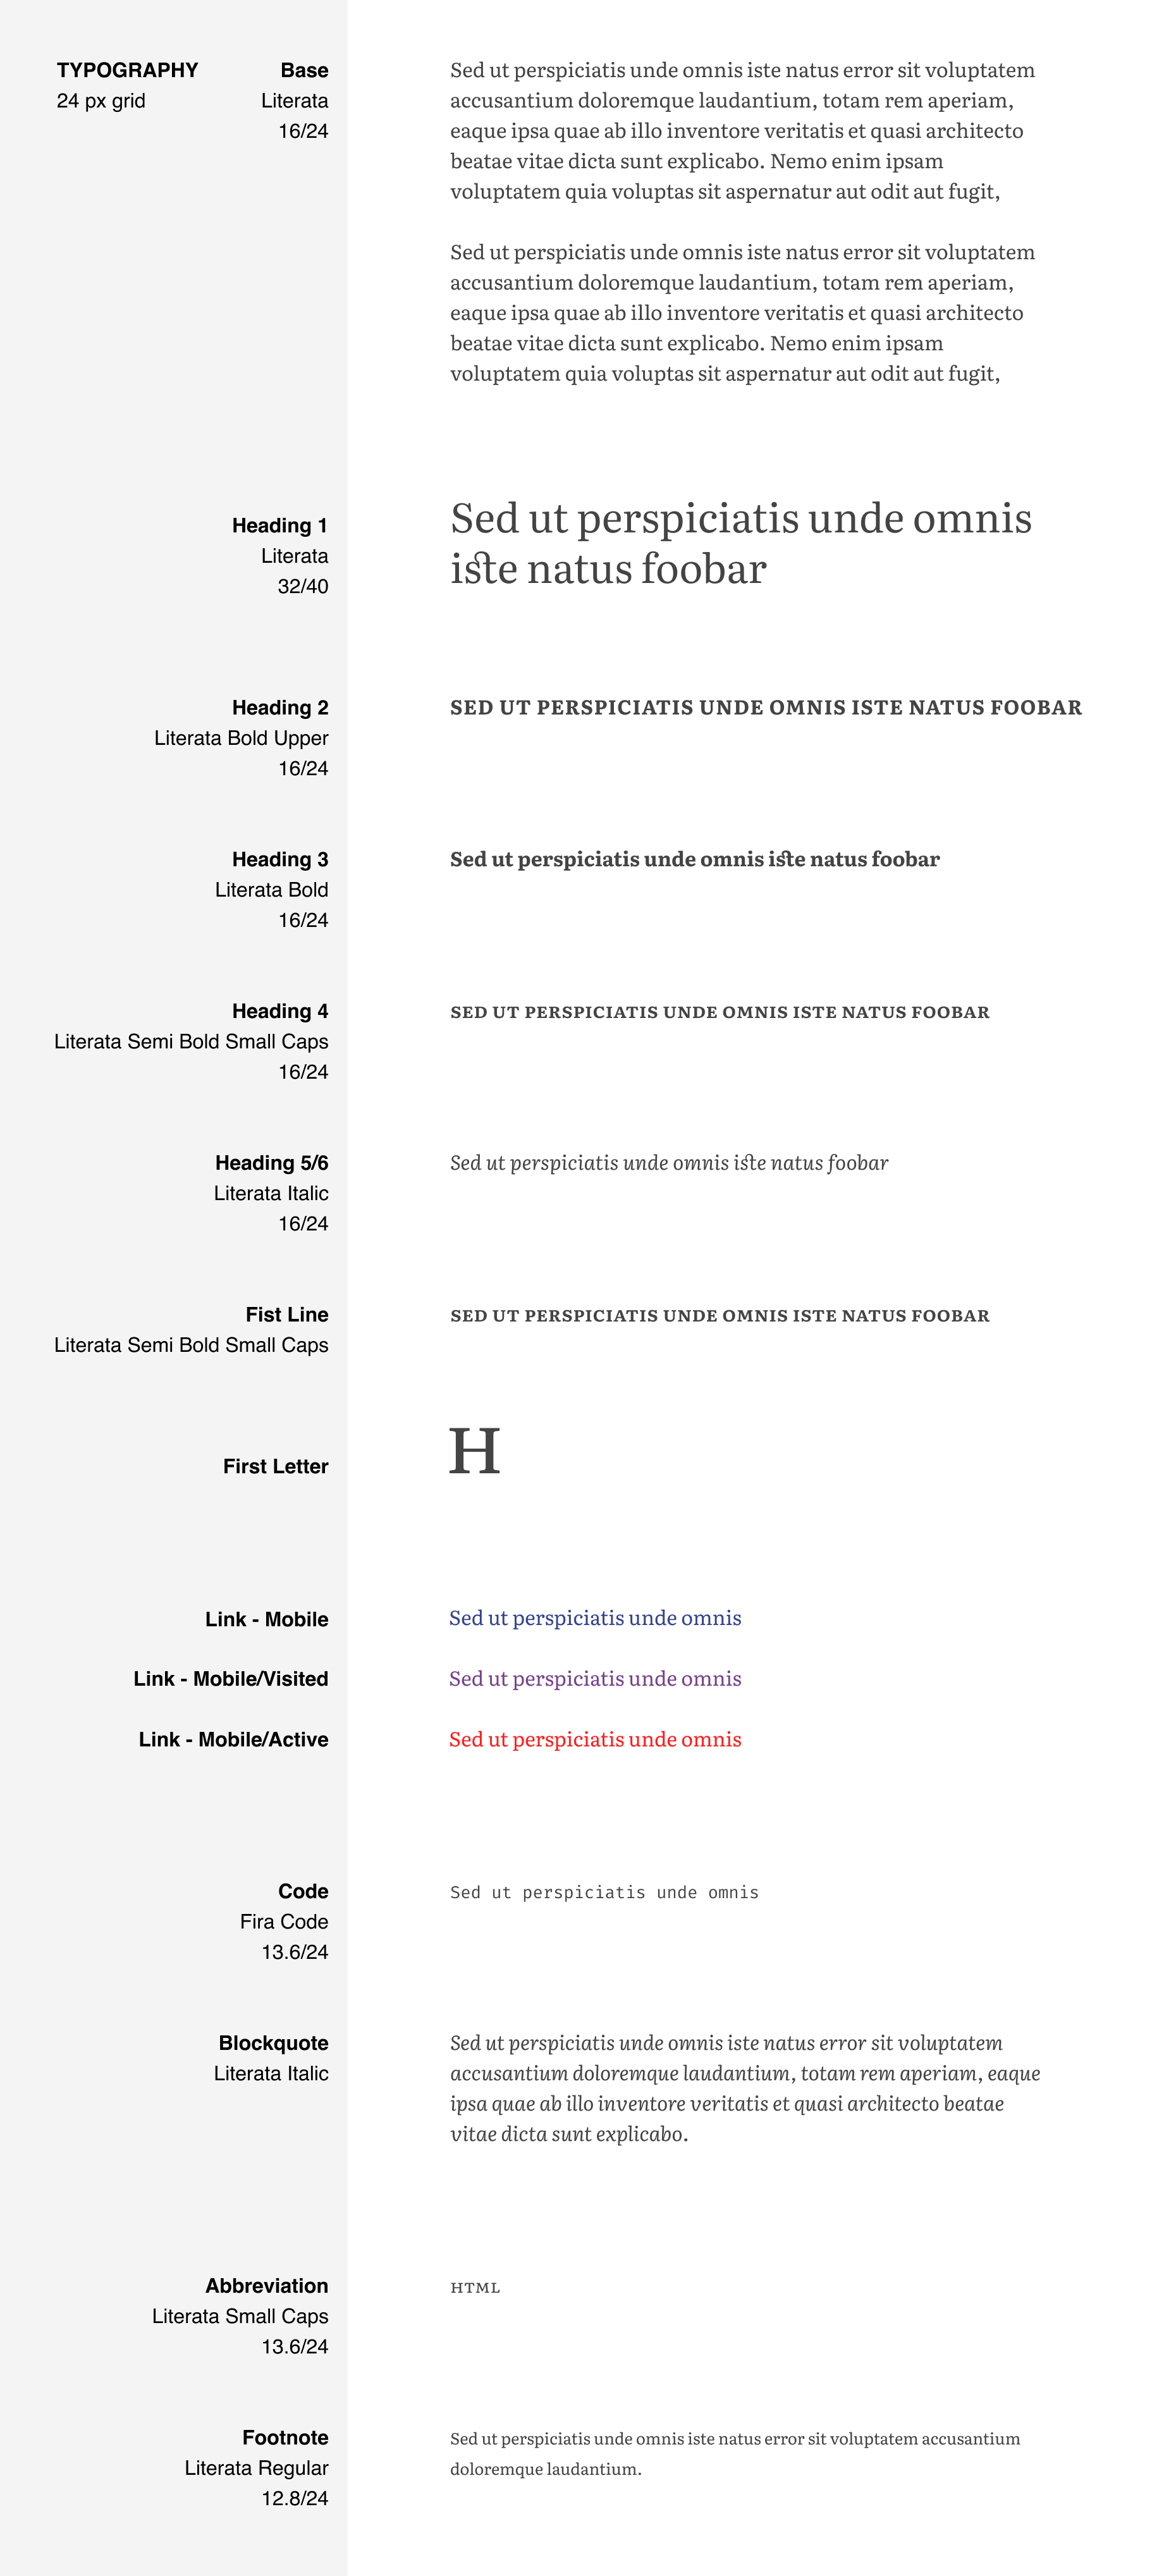 TYPOGRAPHY
24 px grid
Base
Literata
16/24
Sed ut perspiciatis unde omnis iste natus error sit voluptatem
accusantium doloremque laudantium, totam rem aperiam,
eaque ipsa quae ab illo inventore veritatis et quasi architecto
beatae vitae dicta sunt explicabo. Nemo enim ipsam
voluptatem quia voluptas sit aspernatur aut odit aut fugit,
Sed ut perspiciatis unde omnis iste natus error sit voluptatem
accusantium doloremque laudantium, totam rem aperiam,
eaque ipsa quae ab illo inventore veritatis et quasi architecto
beatae vitae dicta sunt explicabo. Nemo enim ipsam
voluptatem quia voluptas sit aspernatur aut odit aut fugit,
Heading 1
Literata
32/40
Sed ut perspiciatis unde omnis
iste natus foobar
Heading 2
Literata Bold Upper
16/24
SED UT PERSPICIATIS UNDE OMNIS ISTE NATUS FOOBAR
Heading 3
Literata Bold
16/24
Sed ut perspiciatis unde omnis iste natus foobar
Heading 4
Literata Semi Bold Small Caps
16/24
SED UT PERSPICIATIS UNDE OMNIS ISTE NATUS FOOBAR
Heading 5/6
Literata Italic
16/24
Sed ut perspiciatis unde omnis iste natus foobar
Fist Line
Literata Semi Bold Small Caps
SED UT PERSPICIATIS UNDE OMNIS ISTE NATUS FOOBAR
First Letter
H
Link - Mobile
Sed ut perspiciatis unde omnis
Link - Mobile/Visited
Sed ut perspiciatis unde omnis
Link - Mobile/Active
Sed ut perspiciatis unde omnis
Code
Fira Code
13.6/24
Sed ut perspiciatis unde omnis
Blockquote
Literata Italic
Sed ut perspiciatis unde omnis iste natus error sit voluptatem
accusantium doloremque laudantium, totam rem aperiam, eaque
ipsa quae ab illo inventore veritatis et quasi architecto beatae
vitae dicta sunt explicabo.
Abbreviation
Literata Small Caps
13.6/24
HTML
Footnote
Literata Regular
12.8/24
Sed ut perspiciatis unde omnis iste natus error sit voluptatem accusantium
doloremque laudantium.